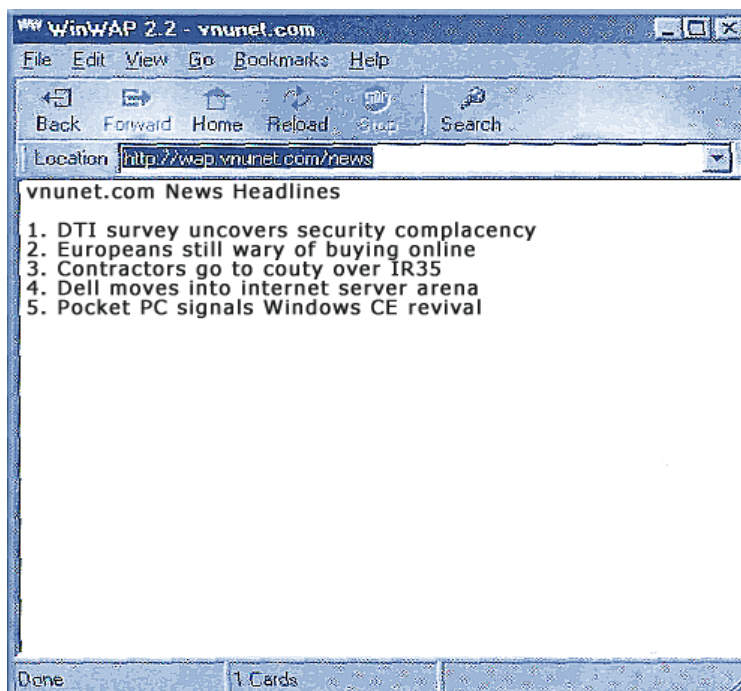 WinWAP 2.2 - vnunet.com
File Edit View Go Bookmarks Help
Back Forward Home Reload Stop Search
Location http://wap.vnunet.com/news
vnunet.com News Headlines
1. DTI survey uncovers security complacency
2. Europeans still wary of buying online
3. Contractors go to couty over IR35
4. Dell moves into internet server arena
5. Pocket PC signals Windows CE revival
Done 1 Cards